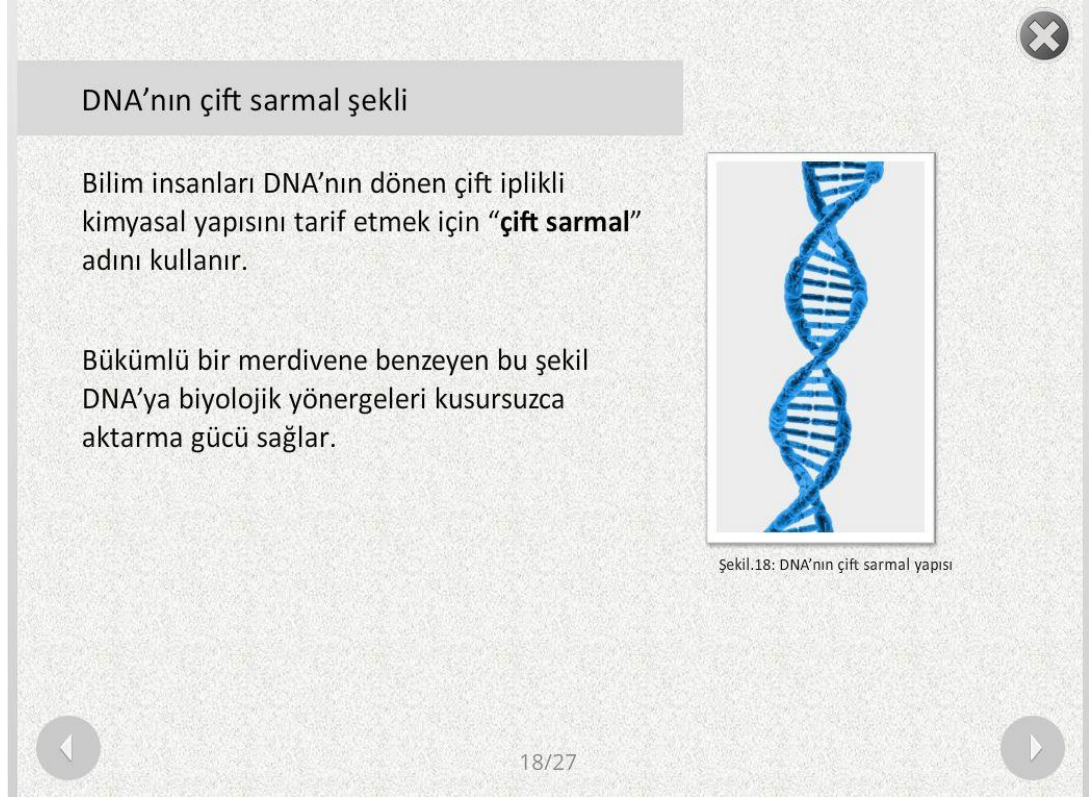 DNA’nın çift sarmal şekli
Bilim insanları DNA’nın dönen çift iplikli
kimyasal yapısını tarif etmek için “çift sarmal”
adını kullanır.
Bükümlü bir merdivene benzeyen bu şekil
DNA’ya biyolojik yönergeleri kusursuzca
aktarma gücü sağlar.
Şekil.18: DNA’nın çift sarmal yapısı
18/27